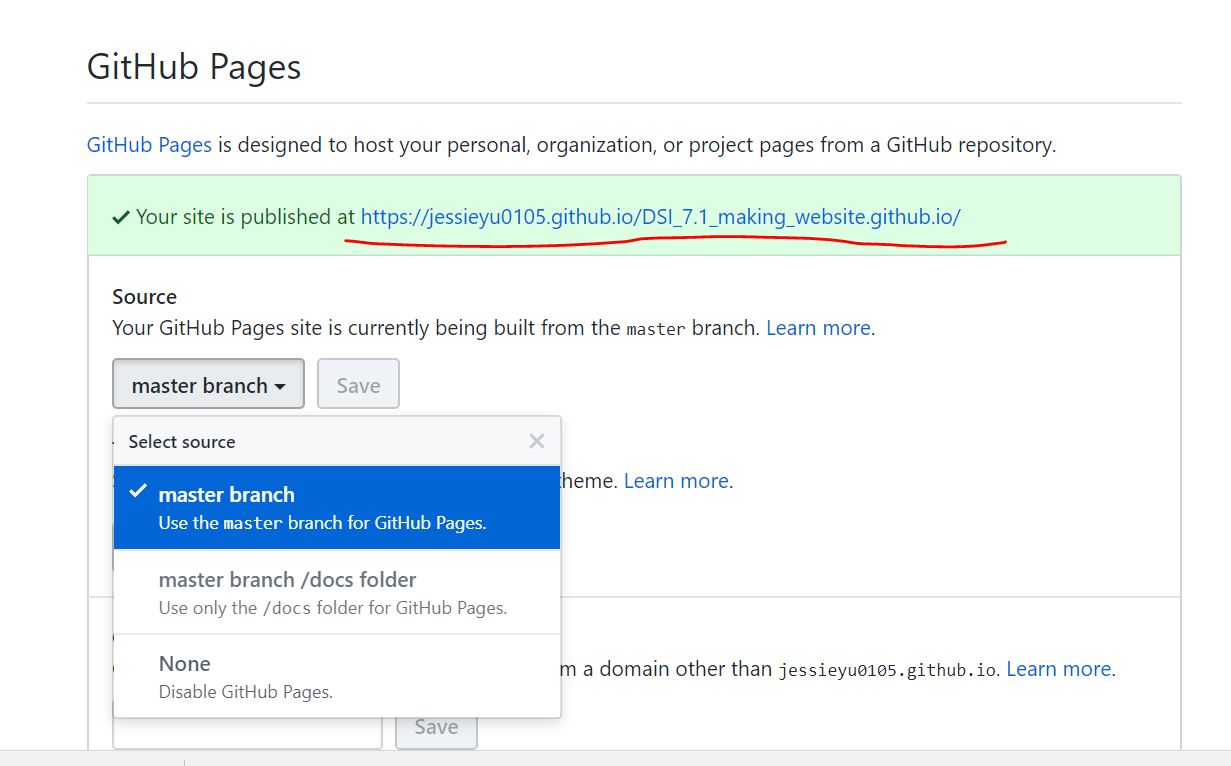 GitHub Pages
GitHub Pages is designed to host your personal, organization, or project pages from a GitHub repository.
Your site is published at https://jessieyu0105.github.io/DSI_7.1_making_website.github.io/
Source
Your GitHub Pages site is currently being built from the master branch. Learn more.
master branch Save
Select source
master branch
Use the master branch for GitHub Pages.
heme. Learn more.
master branch /docs folder
Use only the /docs folder for GitHub Pages.
None
Disable GitHub Pages.
m a domain other than jessieyu0105.github.io. Learn more.
Save